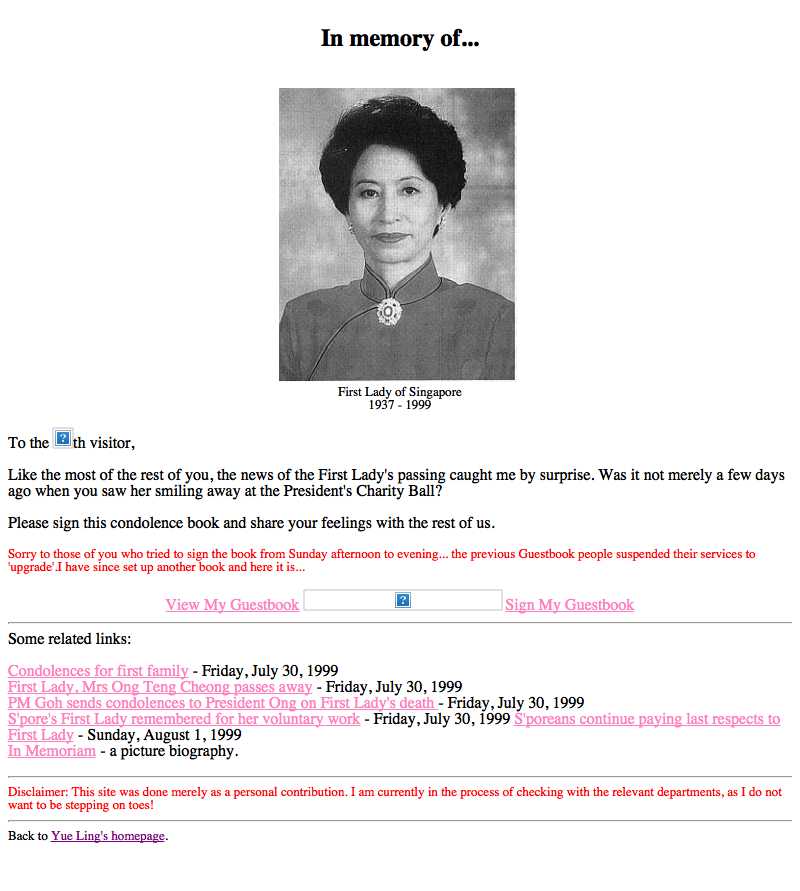 In memory of...
First Lady of Singapore
1937 - 1999
To the th visitor,
Like the most of the rest of you, the news of the First Lady's passing caught me by surprise. Was it not merely a few days
ago when you saw her smiling away at the President's Charity Ball?
Please sign this condolence book and share your feelings with the rest of us.
Sorry to those of you who tried to sign the book from Sunday afternoon to evening... the previous Guestbook people suspended their services to
'upgrade'.I have since set up another book and here it is...
View My Guestbook Sign My Guestbook
Some related links:
Condolences for first family - Friday, July 30, 1999
First Lady, Mrs Ong Teng Cheong passes away - Friday, July 30, 1999
PM Goh sends condolences to President Ong on First Lady's death - Friday, July 30, 1999
S'pore's First Lady remembered for her voluntary work - Friday, July 30, 1999 S'poreans continue paying last respects to
First Lady - Sunday, August 1, 1999
In Memoriam - a picture biography.
Disclaimer: This site was done merely as a personal contribution. I am currently in the process of checking with the relevant departments, as I do not
want to be stepping on toes!
Back to Yue Ling's homepage.